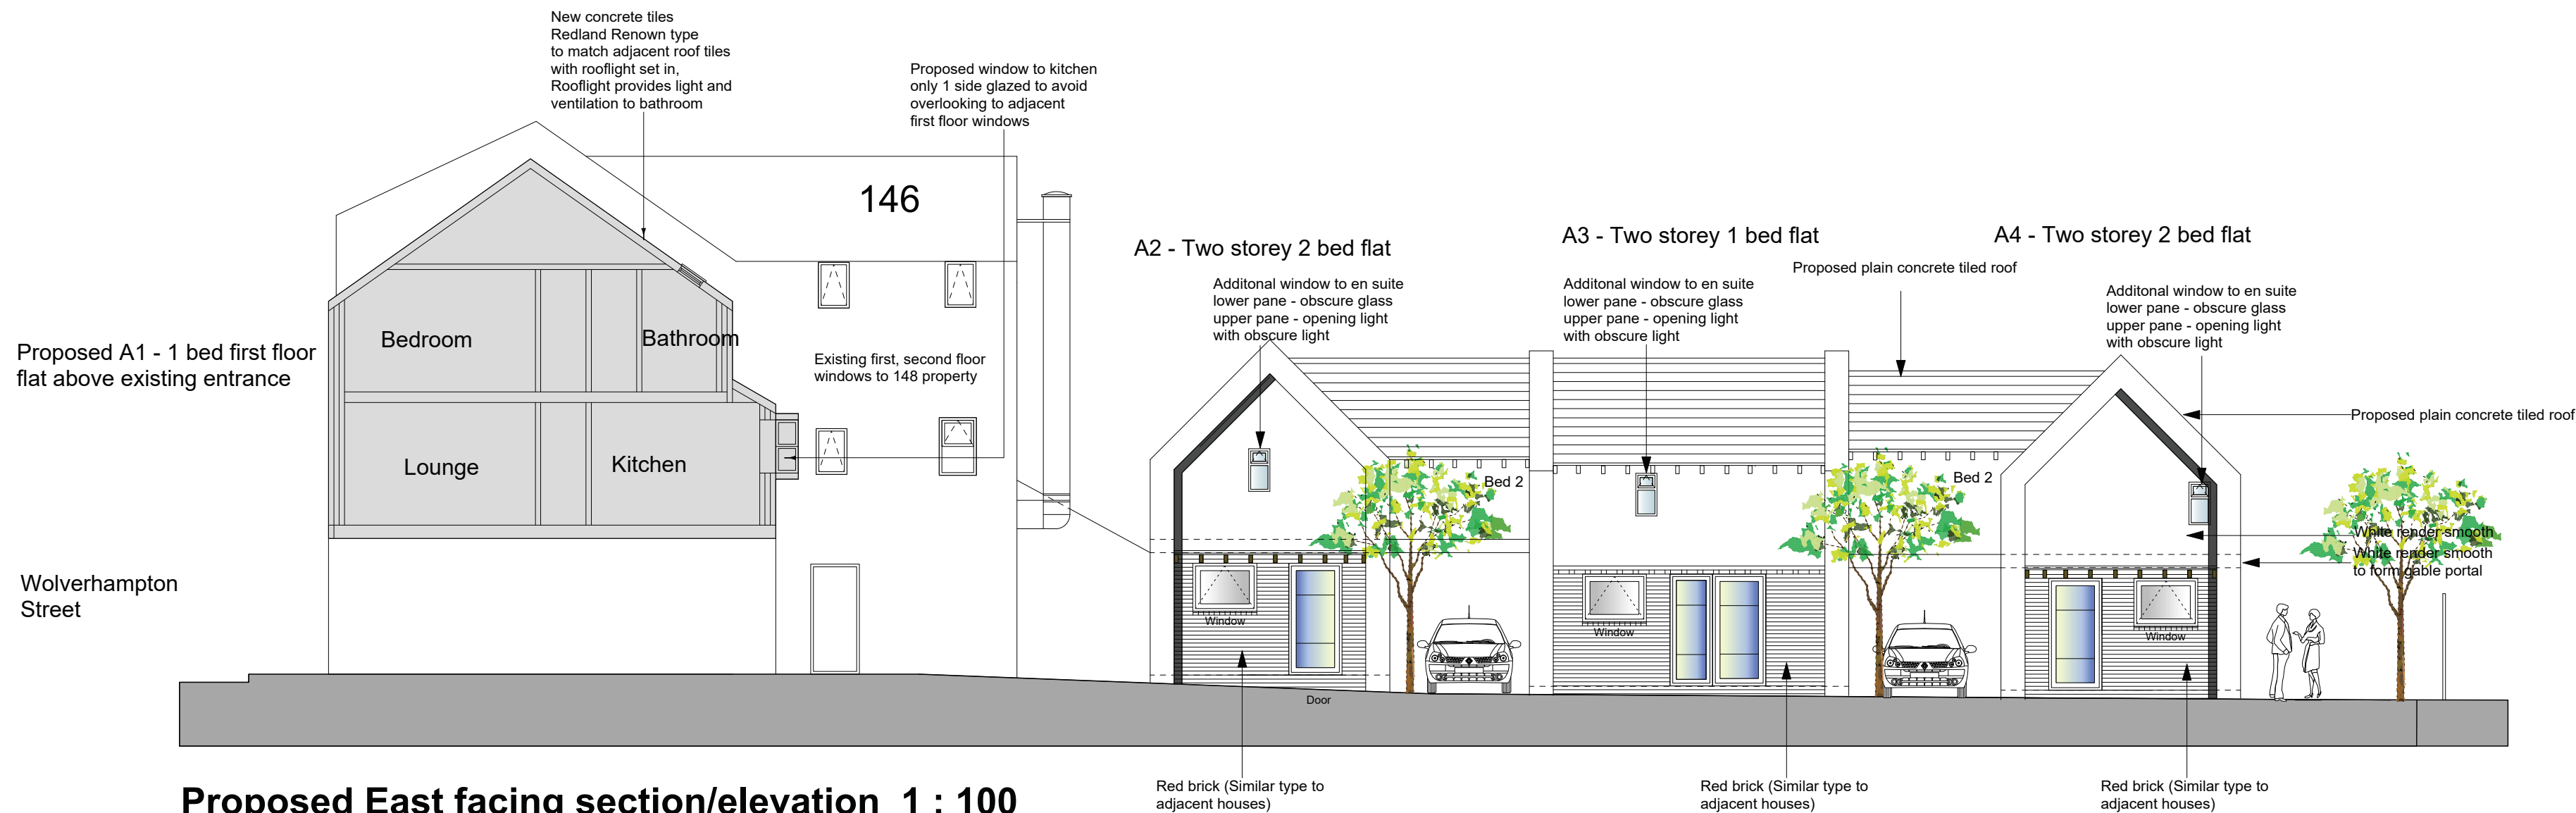 New concrete tiles
Redland Renown type
to match adjacent roof tiles
with rooflight set in,
Rooflight provides light and
ventilation to bathroom
Proposed window to kitchen
only 1 side glazed to avoid
overlooking to adjacent
first floor windows
146
A2 - Two storey 2 bed flat
Additonal window to en suite
lower pane - obscure glass
upper pane - opening light
with obscure light
A3 - Two storey 1 bed flat
Additonal window to en suite
lower pane - obscure glass
upper pane - opening light
with obscure light
Proposed plain concrete tiled roof
A4 - Two storey 2 bed flat
Additonal window to en suite
lower pane - obscure glass
upper pane - opening light
with obscure light
Proposed plain concrete tiled roof
Proposed A1 - 1 bed first floor
flat above existing entrance
Bedroom
Bathroom
Existing first, second floor
windows to 148 property
Lounge
Kitchen
Bed 2
Bed 2
White render smooth
White render smooth
to form gable portal
Wolverhampton
Street
Window
Window
Window
Door
Red brick (Similar type to
adjacent houses)
Red brick (Similar type to
adjacent houses)
Red brick (Similar type to
adjacent houses)
Proposed East facing section/elevation 1 : 100